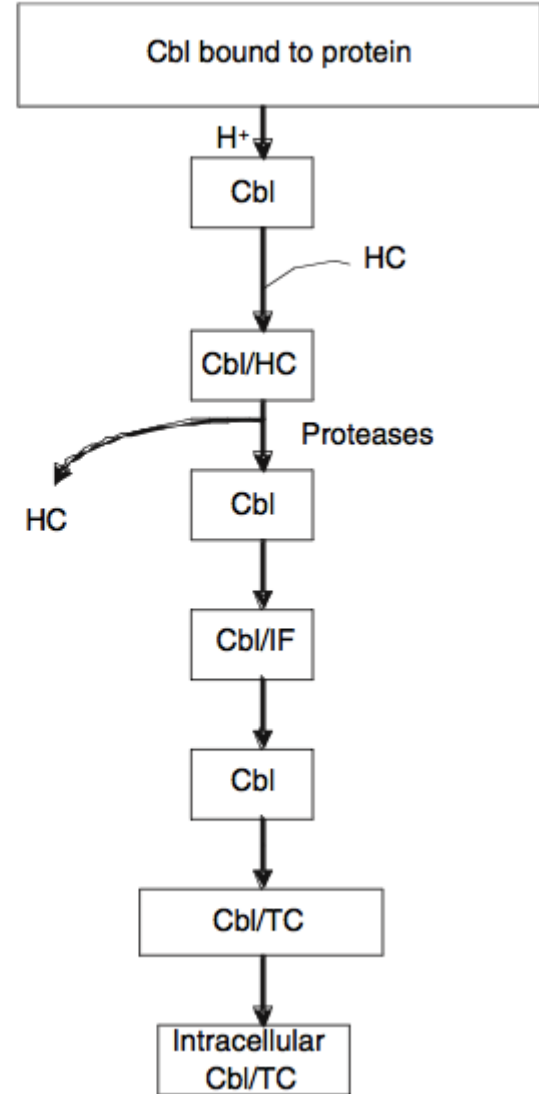 Cbl bound to protein
H+
Cbl
HC
Cbl/HC
Proteases
HC
Cbl
Cbl/IF
Cbl
Cbl/TC
Intracellular
Cbl/TC